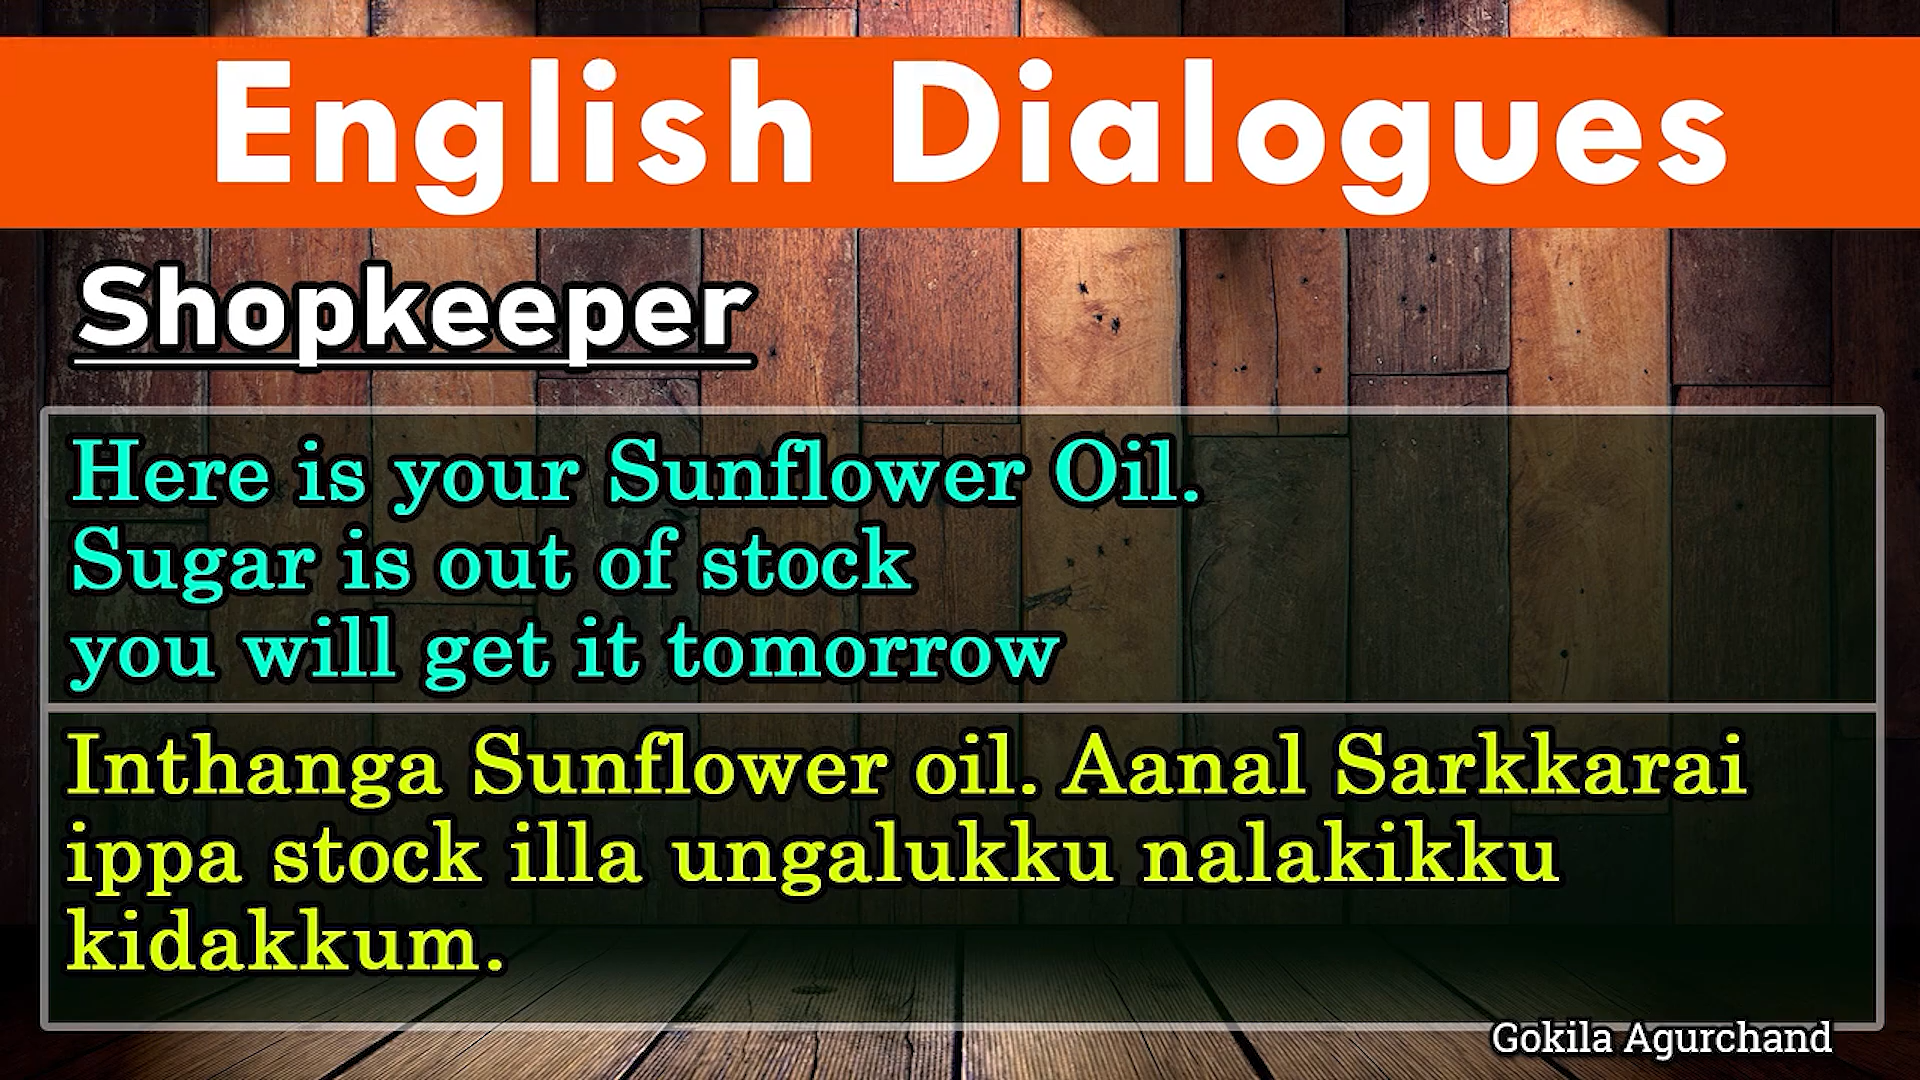 English Dialogues
Shopkeeper
Here is your Sunflower Oil.
Sugar is out of stock
you will get it tomorrow
Inthanga Sunflower oil. Aanal Sarkkarai
ippa stock illa ungalukku nalakikku
kidakkum.
Gokila Agurchand